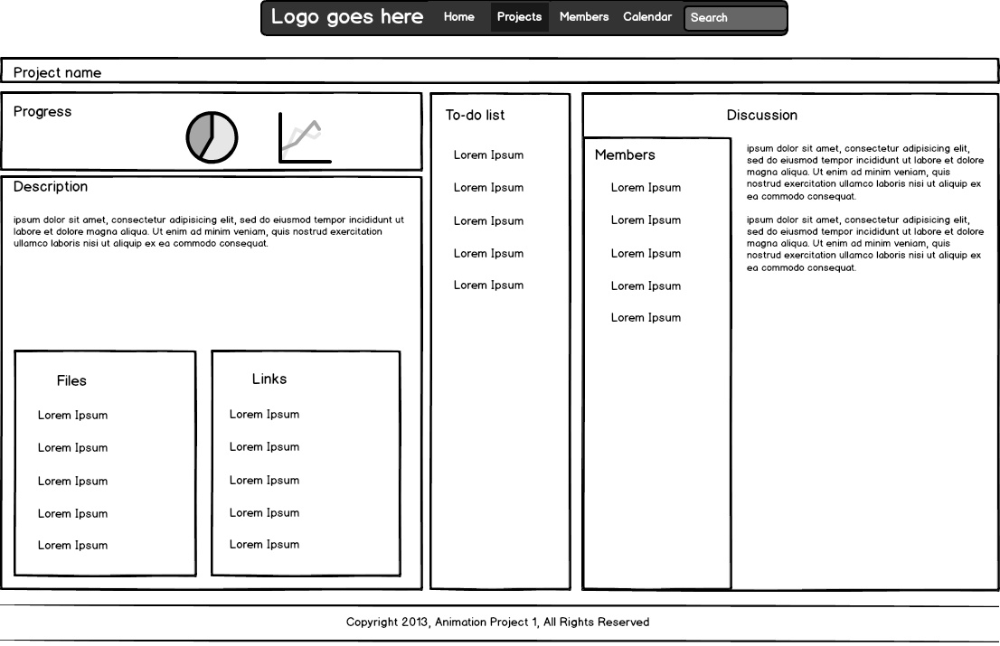 Logo goes here Home Projects Members Calendar Search
Project name
Progress
Description
ipsum dolor sit amet, consectetur adipisicing elit, sed do eiusmod tempor incididunt ut
labore et dolore magna aliqua. Ut enim ad minim veniam, quis nostrud exercitation
ullamco laboris nisi ut aliquip ex ea commodo consequat.
Files
Lorem Ipsum
Lorem Ipsum
Lorem Ipsum
Lorem Ipsum
Lorem Ipsum
Links
Lorem Ipsum
Lorem Ipsum
Lorem Ipsum
Lorem Ipsum
Lorem Ipsum
To-do list
Lorem Ipsum
Lorem Ipsum
Lorem Ipsum
Lorem Ipsum
Lorem Ipsum
Discussion
Members
Lorem Ipsum
Lorem Ipsum
Lorem Ipsum
Lorem Ipsum
Lorem Ipsum
ipsum dolor sit amet, consectetur adipisicing elit,
sed do eiusmod tempor incididunt ut labore et dolore
magna aliqua. Ut enim ad minim veniam, quis
nostrud exercitation ullamco laboris nisi ut aliquip ex
ea commodo consequat.
ipsum dolor sit amet, consectetur adipisicing elit,
sed do eiusmod tempor incididunt ut labore et dolore
magna aliqua. Ut enim ad minim veniam, quis
nostrud exercitation ullamco laboris nisi ut aliquip ex
ea commodo consequat.
Copyright 2013, Animation Project 1, All Rights Reserved